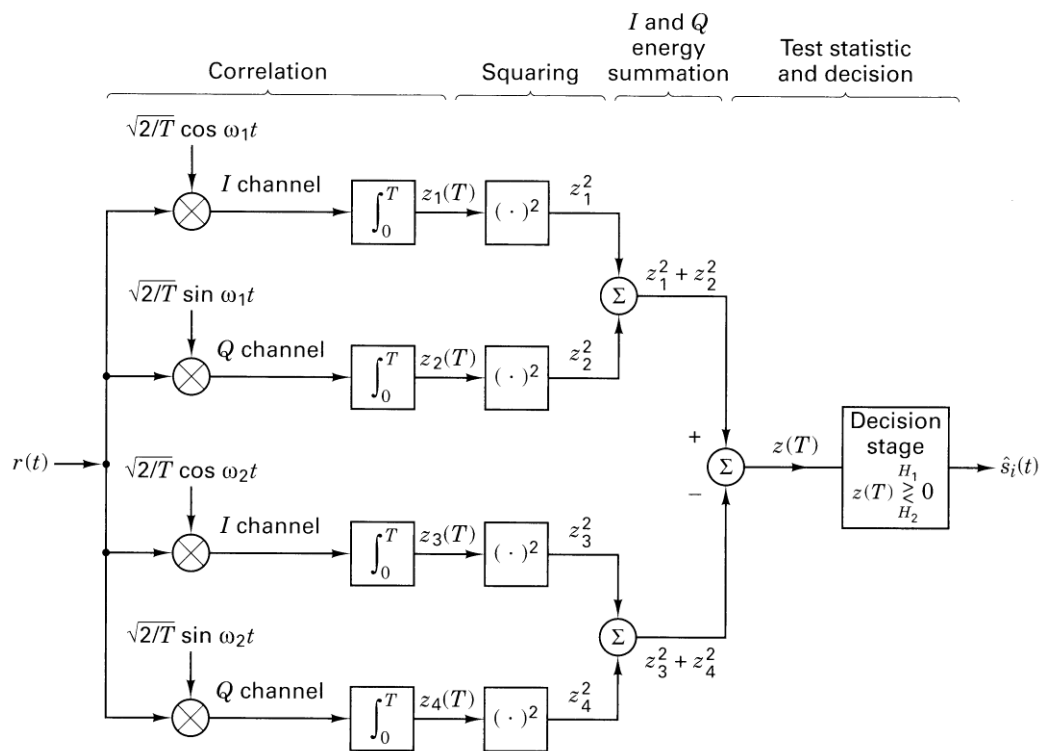 Correlation
Squaring
I and Q
energy
summation
Test statistic
and decision
√2/T cos ω₁t
I channel
∫₀ᵀ
z₁(T)
( · )²
z₁²
√2/T sin ω₁t
Q channel
∫₀ᵀ
z₂(T)
( · )²
z₂²
Σ
z₁² + z₂²
r(t)
√2/T cos ω₂t
I channel
∫₀ᵀ
z₃(T)
( · )²
z₃²
√2/T sin ω₂t
Q channel
∫₀ᵀ
z₄(T)
( · )²
z₄²
Σ
z₃² + z₄²
+
−
Σ
z(T)
Decision
stage
H₁
z(T) ≷ 0
H₂
ŝᵢ(t)